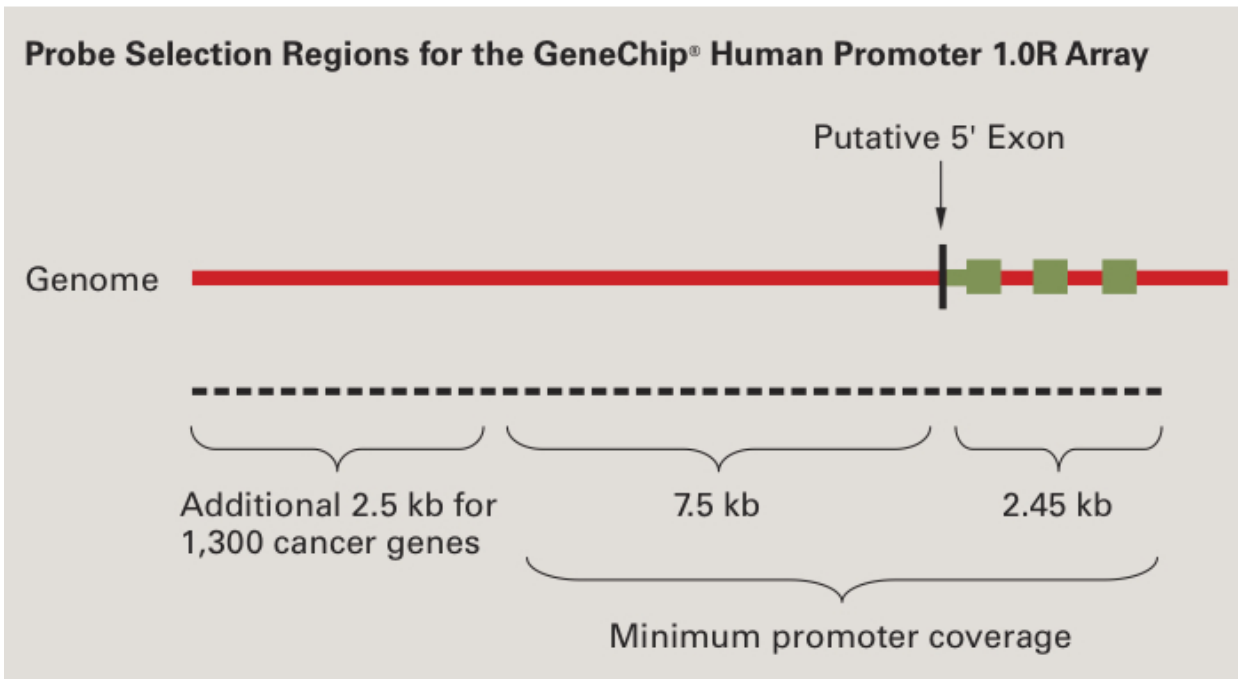 Probe Selection Regions for the GeneChip® Human Promoter 1.0R Array
Putative 5' Exon
Genome
Additional 2.5 kb for
1,300 cancer genes
7.5 kb
2.45 kb
Minimum promoter coverage